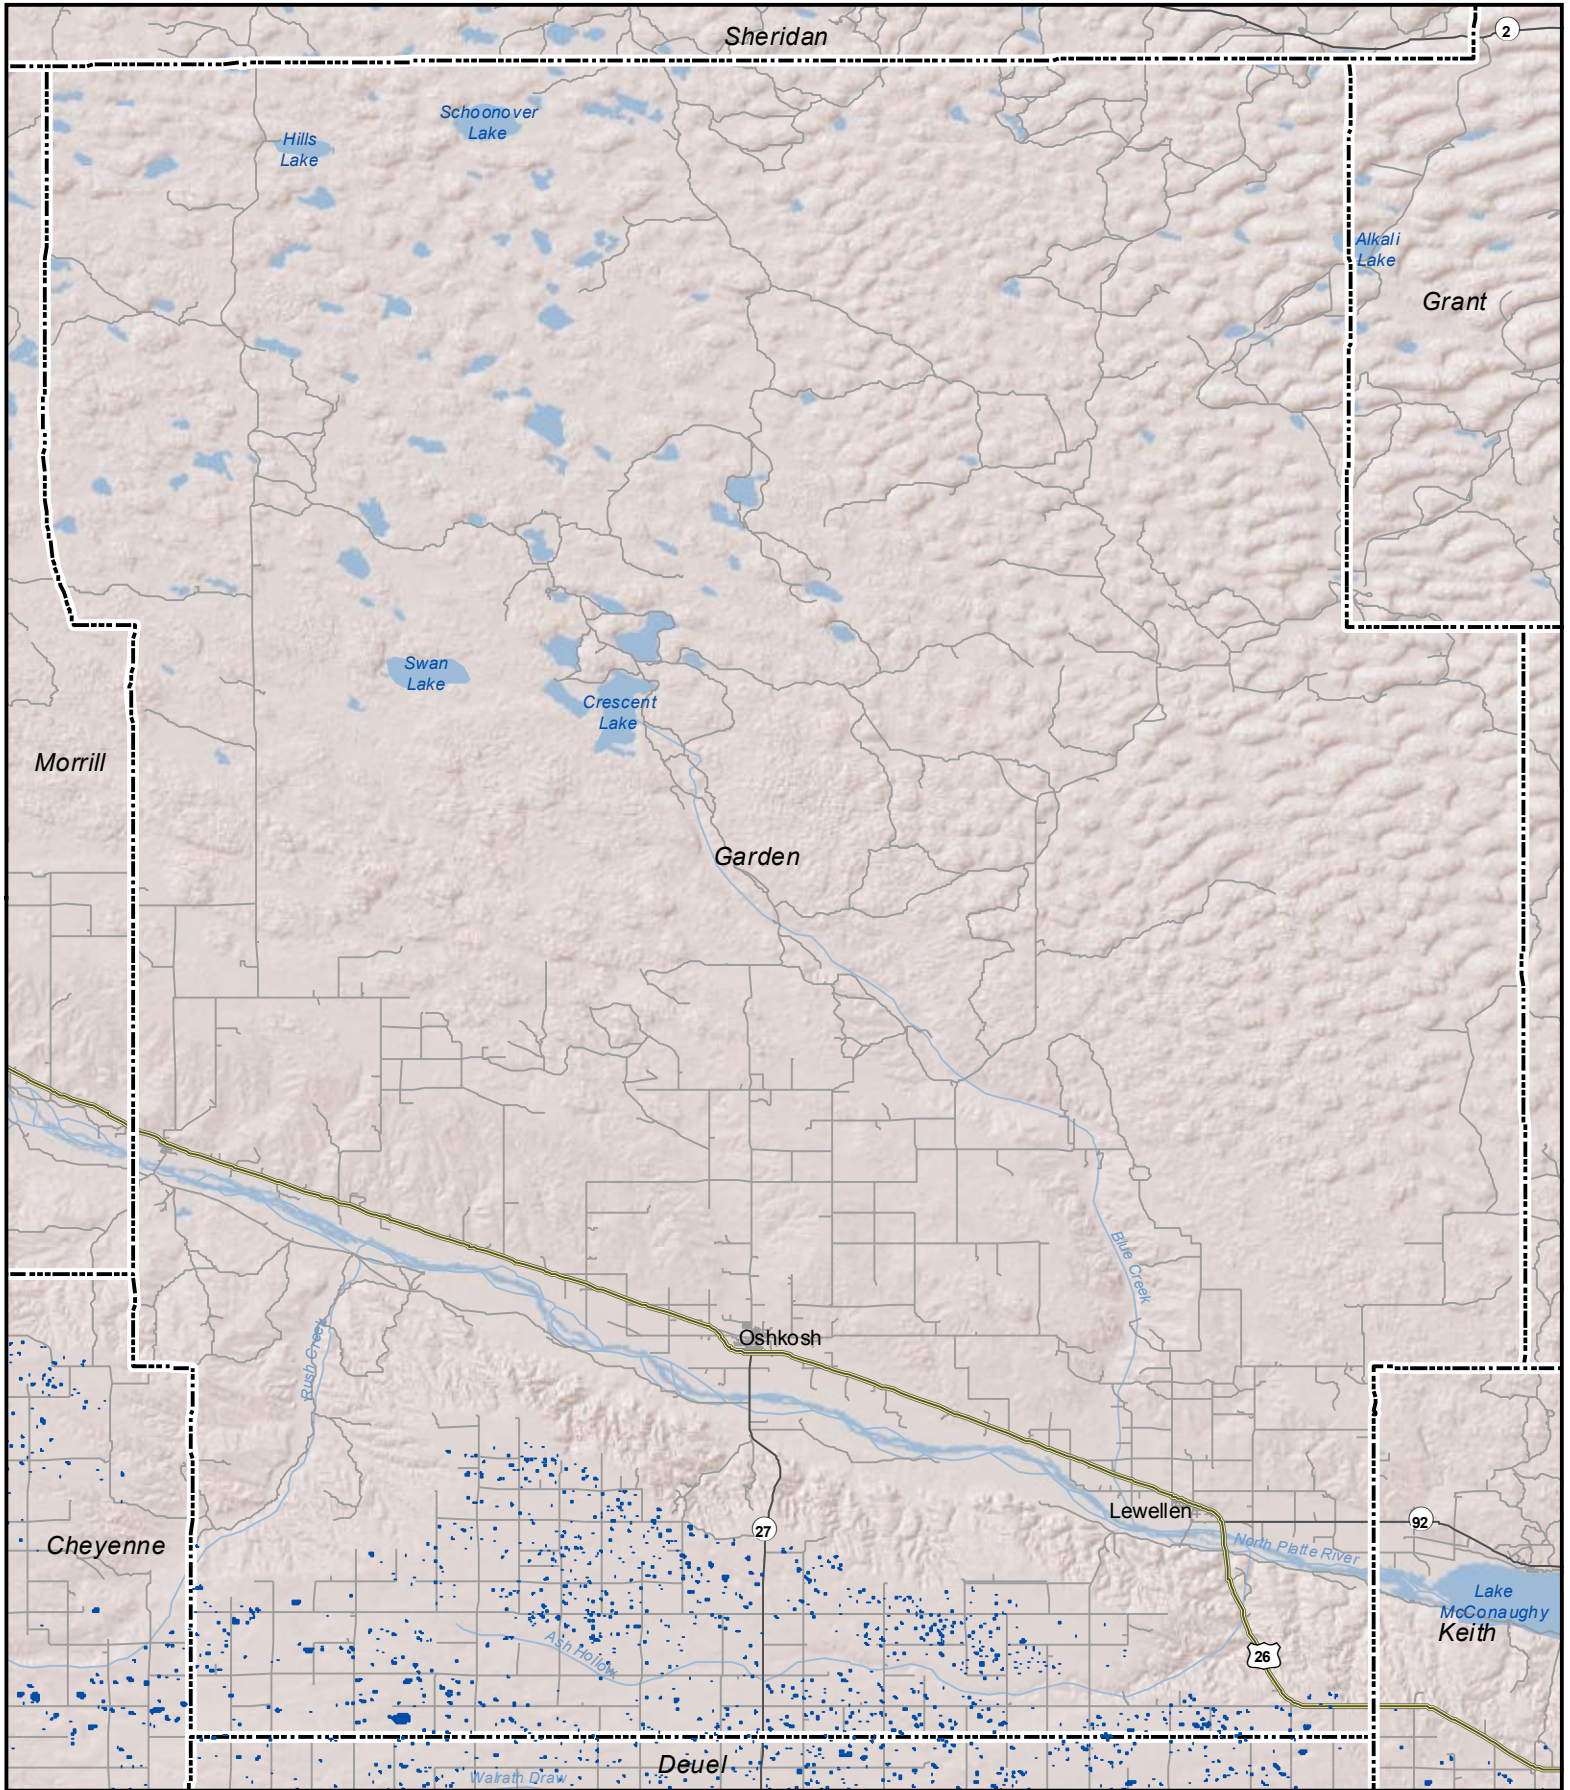 Sheridan
2
Schoonover
Lake
Hills
Lake
Alkali
Lake
Grant
Swan
Lake
Crescent
Lake
Morrill
Garden
Blue Creek
Rush Creek
Oshkosh
Lewellen
27
92
Cheyenne
North Platte River
Lake
McConaughy
Keith
Ash Hollow
26
Deuel
Walrath Draw